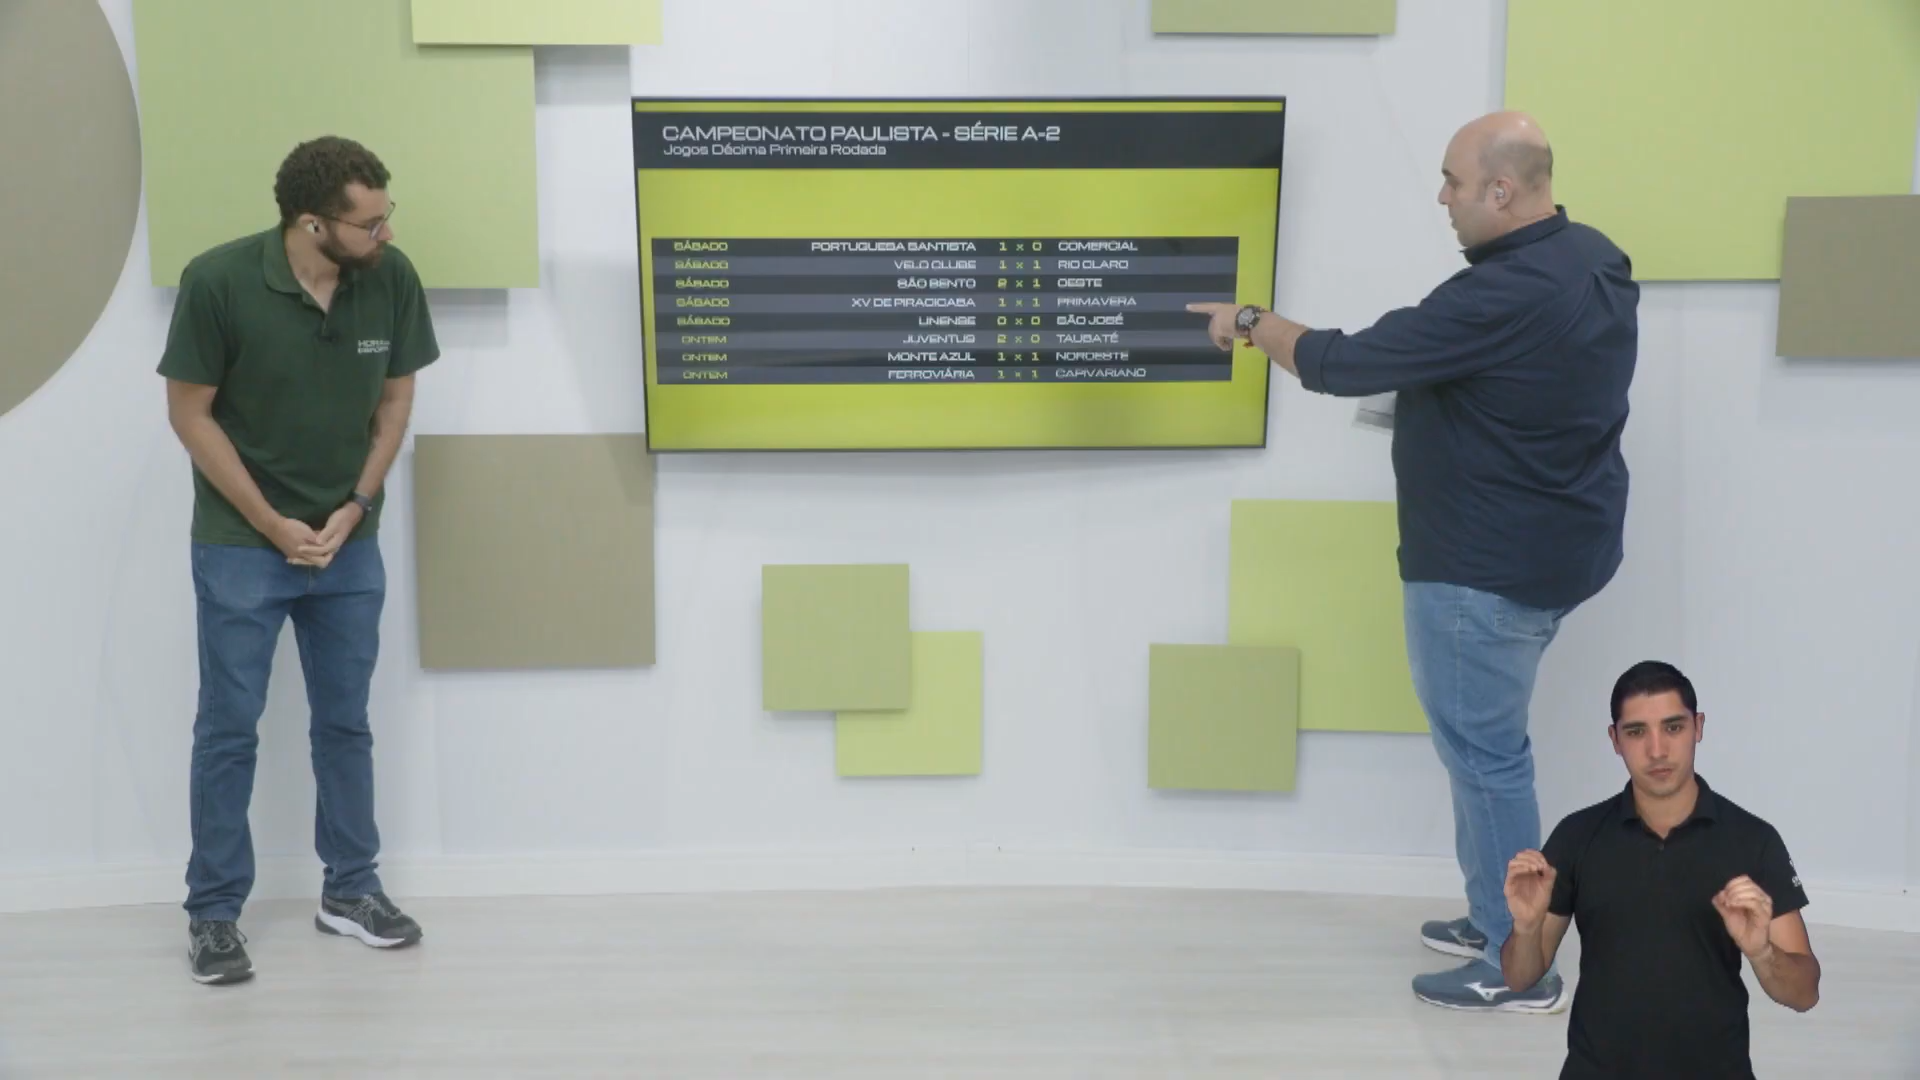 CAMPEONATO PAULISTA - SÉRIE A-2
Jogos Décima Primeira Rodada
SÁBADO PORTUGUESA SANTISTA 1 x 0 COMERCIAL
SÁBADO VELO CLUBE 1 x 1 RIO CLARO
SÁBADO SÃO BENTO 2 x 1 OESTE
SÁBADO XV DE PIRACICABA 1 x 1 PRIMAVERA
SÁBADO LINENSE 0 x 0 SÃO JOSÉ
ONTEM JUVENTUS 2 x 0 TAUBATÉ
ONTEM MONTE AZUL 1 x 1 NOROESTE
ONTEM FERROVIÁRIA 1 x 1 CAPIVARIANO